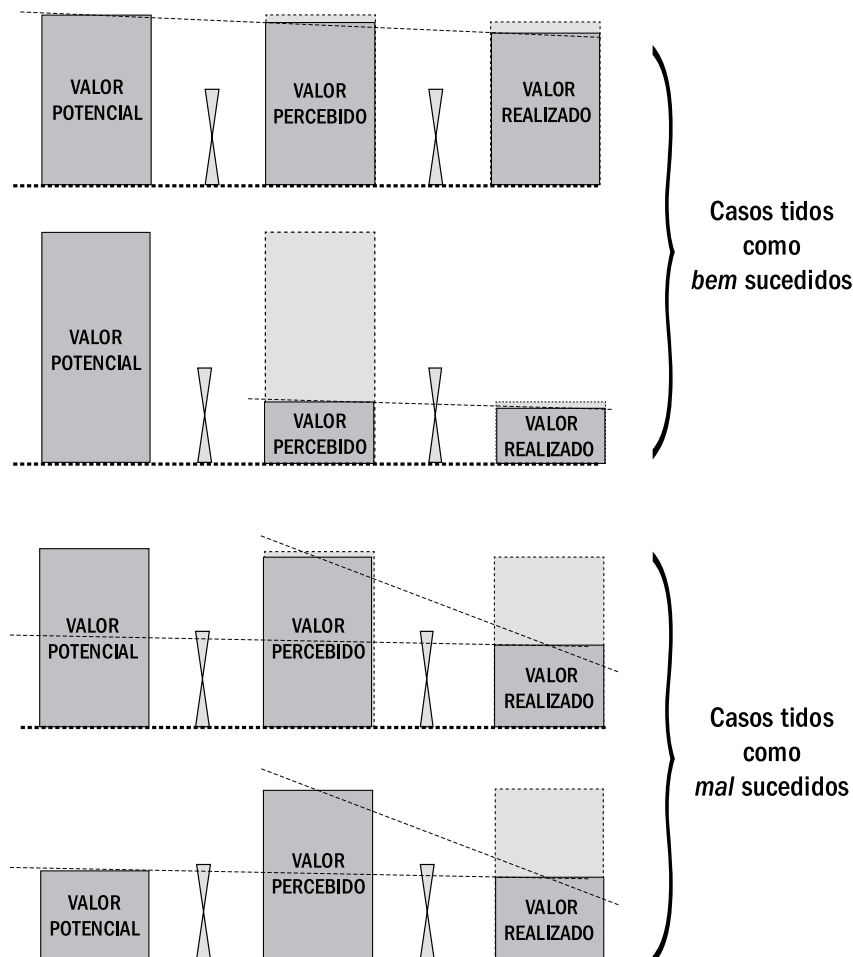 VALOR
POTENCIAL
VALOR
PERCEBIDO
VALOR
REALIZADO
VALOR
POTENCIAL
VALOR
PERCEBIDO
VALOR
REALIZADO
Casos tidos
como
bem sucedidos
VALOR
POTENCIAL
VALOR
PERCEBIDO
VALOR
REALIZADO
VALOR
POTENCIAL
VALOR
PERCEBIDO
VALOR
REALIZADO
Casos tidos
como
mal sucedidos